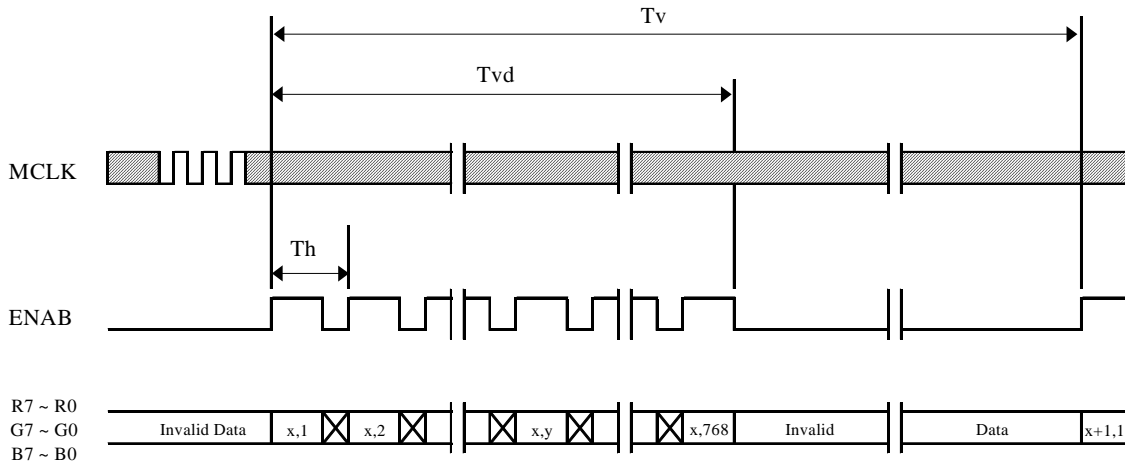 Tv
Tvd
MCLK
Th
ENAB
R7 ~ R0
G7 ~ G0
B7 ~ B0
Invalid Data
x,1
x,2
x,y
x,768
Invalid
Data
x+1,1